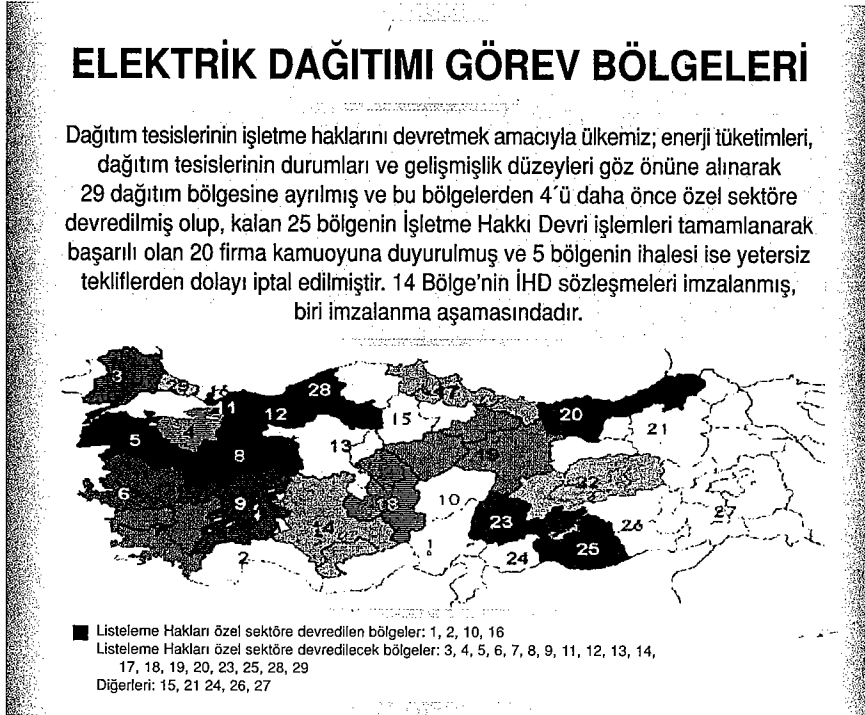 ELEKTRİK DAĞITIMI GÖREV BÖLGELERİ
Dağıtım tesislerinin işletme haklarını devretmek amacıyla ülkemiz; enerji tüketimleri,
dağıtım tesislerinin durumları ve gelişmişlik düzeyleri göz önüne alınarak
29 dağıtım bölgesine ayrılmış ve bu bölgelerden 4´ü daha önce özel sektöre
devredilmiş olup, kalan 25 bölgenin İşletme Hakkı Devri işlemleri tamamlanarak
başarılı olan 20 firma kamuoyuna duyurulmuş ve 5 bölgenin ihalesi ise yetersiz
tekliflerden dolayı iptal edilmiştir. 14 Bölge'nin İHD sözleşmeleri imzalanmış,
biri imzalanma aşamasındadır.
3
29
28
17
11
12
15
20
21
5
13
8
19
6
10
18
9
23
26
27
14
2
1
24
25
Listeleme Hakları özel sektöre devredilen bölgeler: 1, 2, 10, 16
Listeleme Hakları özel sektöre devredilecek bölgeler: 3, 4, 5, 6, 7, 8, 9, 11, 12, 13, 14,
17, 18, 19, 20, 23, 25, 28, 29
Diğerleri: 15, 21 24, 26, 27